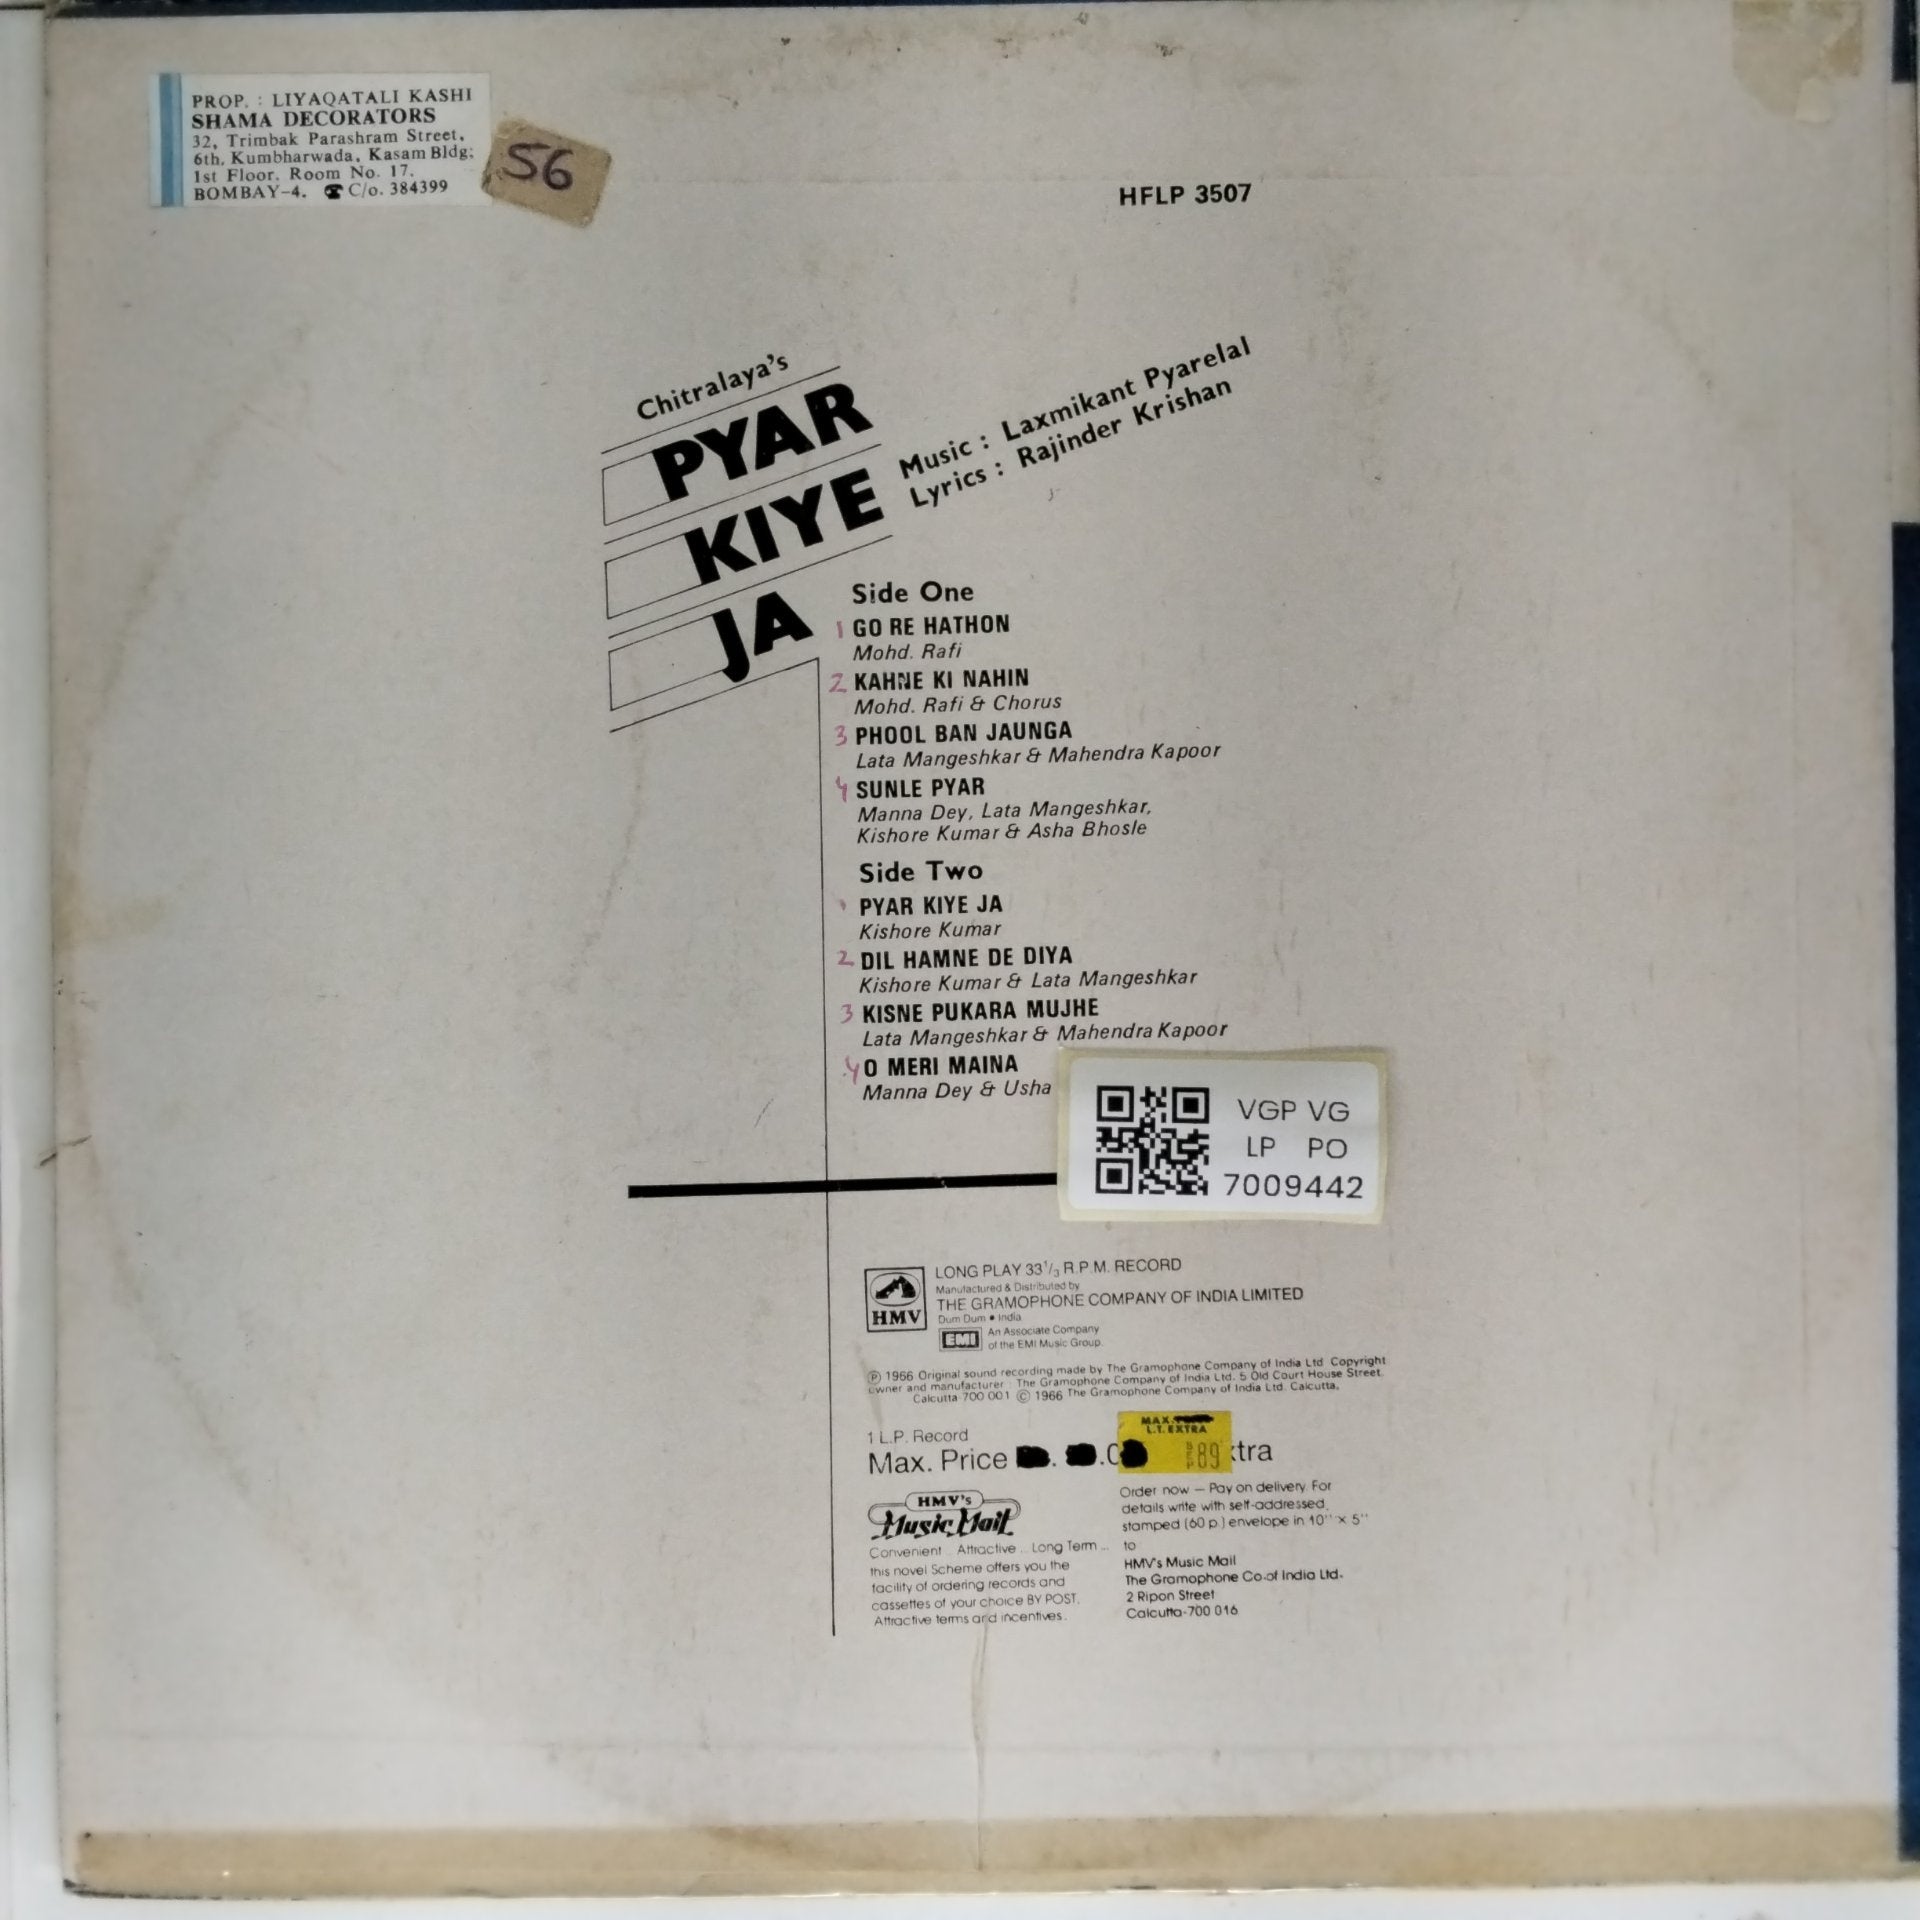 PROP. : LIYAQATALI KASHI
SHAMA DECORATORS
32, Trimbak Parashram Street,
6th, Kumbharwada, Kasam Bldg;
1st Floor, Room No. 17.
BOMBAY-4. ☎ C/o. 384399
56
HFLP 3507
Chitralaya's
PYAR
KIYE
JA
Music : Laxmikant Pyarelal
Lyrics : Rajinder Krishan
Side One
1 GO RE HATHON
Mohd. Rafi
2 KAHNE KI NAHIN
Mohd. Rafi & Chorus
3 PHOOL BAN JAUNGA
Lata Mangeshkar & Mahendra Kapoor
4 SUNLE PYAR
Manna Dey, Lata Mangeshkar,
Kishore Kumar & Asha Bhosle
Side Two
PYAR KIYE JA
Kishore Kumar
2 DIL HAMNE DE DIYA
Kishore Kumar & Lata Mangeshkar
3 KISNE PUKARA MUJHE
Lata Mangeshkar & Mahendra Kapoor
4 O MERI MAINA
Manna Dey & Usha
VGP VG
LP PO
7009442
HMV
LONG PLAY 33 1/3 R.P.M. RECORD
Manufactured & Distributed by
THE GRAMOPHONE COMPANY OF INDIA LIMITED
Dum Dum • India
EMI
An Associate Company
of the EMI Music Group.
Ⓟ 1966 Original sound recording made by The Gramophone Company of India Ltd. Copyright
owner and manufacturer : The Gramophone Company of India Ltd. 5 Old Court House Street,
Calcutta-700 001 © 1966 The Gramophone Company of India Ltd. Calcutta.
1 L.P. Record
Max. Price
MAX.
L.T. EXTRA
SEP 89
HMV's
Music Mail
Convenient .. Attractive .. Long Term ...
this novel Scheme offers you the
facility of ordering records and
cassettes of your choice BY POST.
Attractive terms and incentives.
Order now — Pay on delivery. For
details write with self-addressed,
stamped (60 p.) envelope in 10'' × 5''
to
HMV's Music Mail
The Gramophone Co. of India Ltd.
2 Ripon Street
Calcutta-700 016